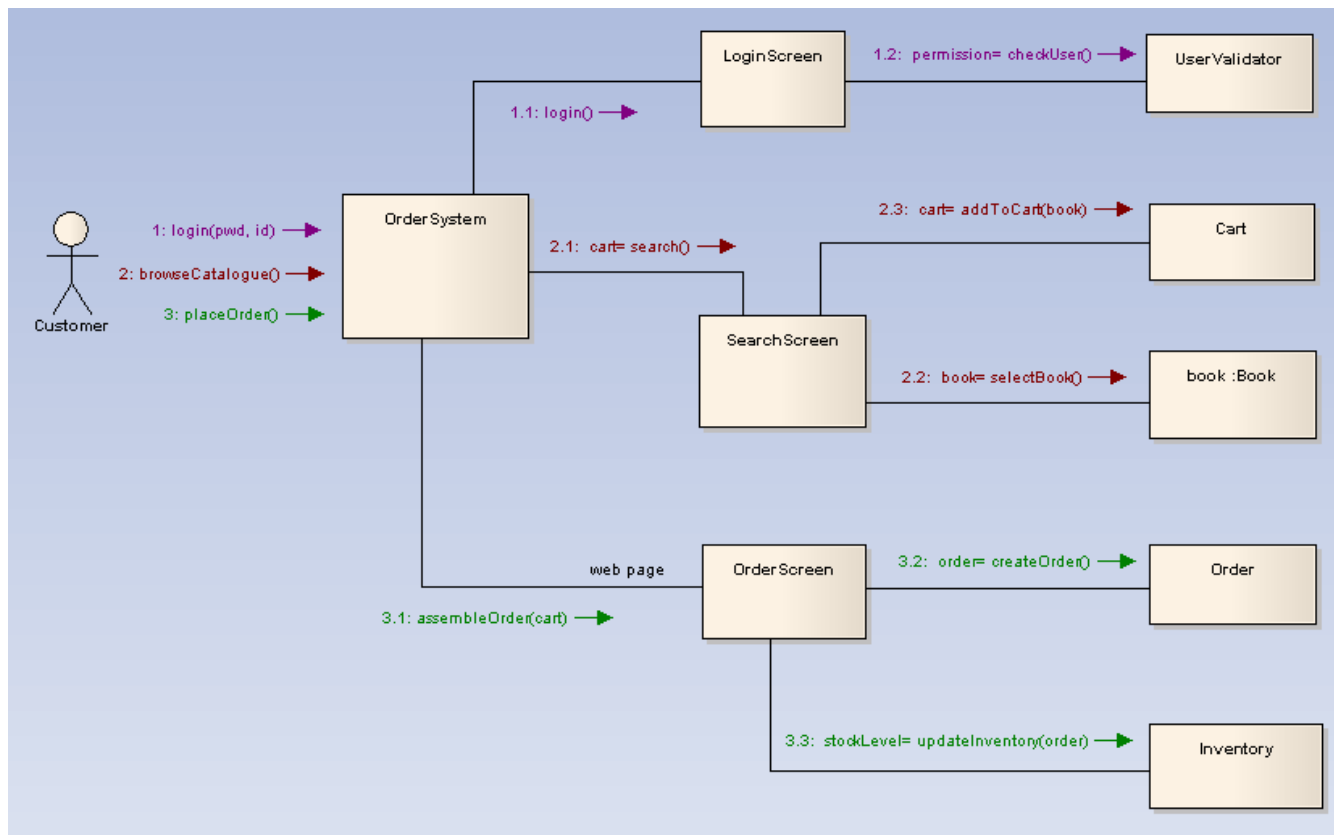 LoginScreen
1.2: permission= checkUser()
UserValidator
1.1: login()
OrderSystem
2.3: cart= addToCart(book)
Cart
1: login(pwd, id)
2.1: cart= search()
2: browseCatalogue()
3: placeOrder()
Customer
SearchScreen
2.2: book= selectBook()
book :Book
web page
OrderScreen
3.2: order= createOrder()
Order
3.1: assembleOrder(cart)
3.3: stockLevel= updateInventory(order)
Inventory